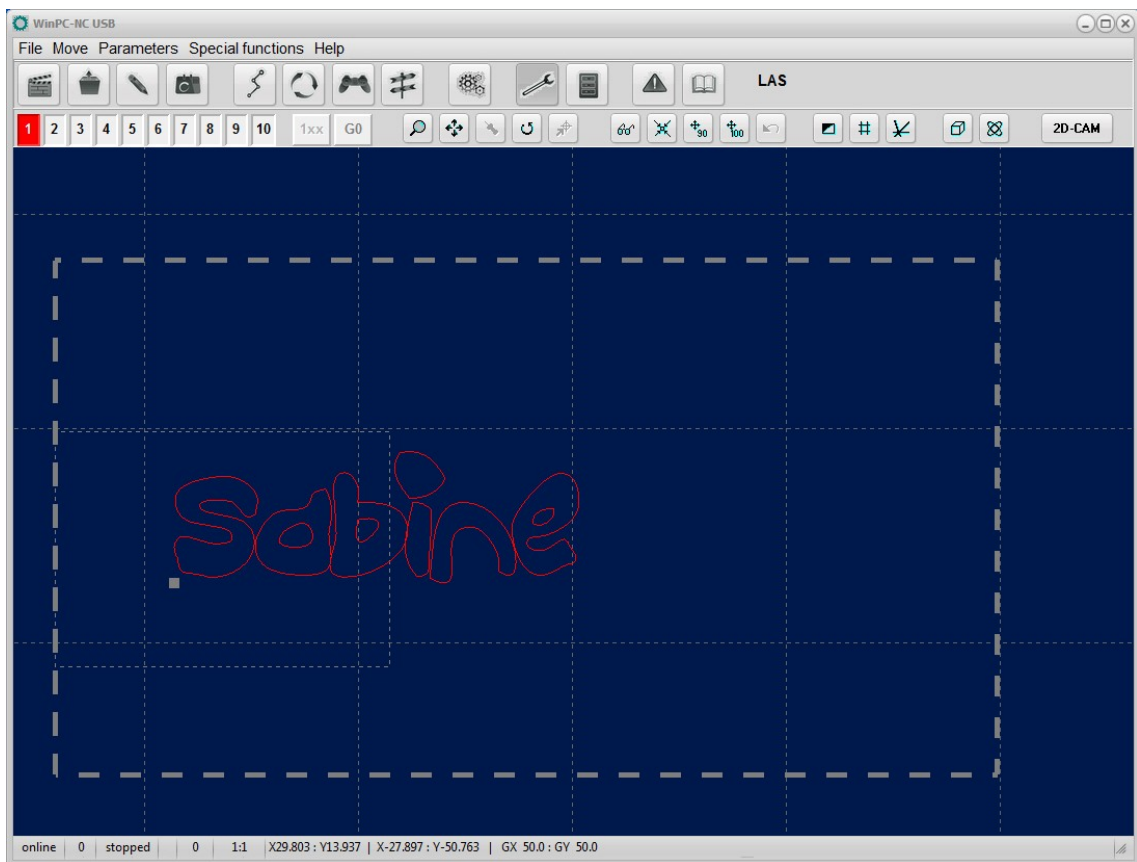 WinPC-NC USB
File Move Parameters Special functions Help
LAS
1 2 3 4 5 6 7 8 9 10 1xx G0 90 100 2D-CAM
Sabine
online 0 stopped 0 1:1 X29.803 : Y13.937 | X-27.897 : Y-50.763 | GX 50.0 : GY 50.0